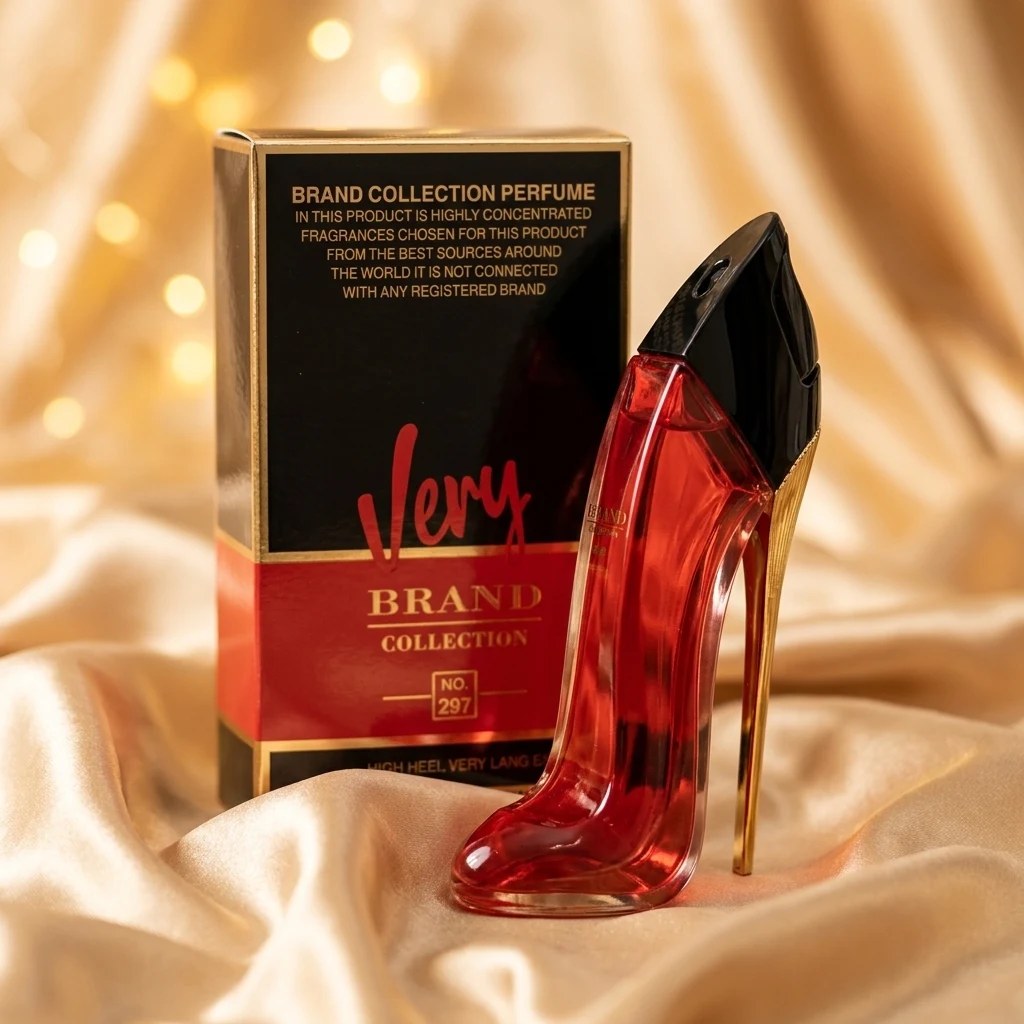 BRAND COLLECTION PERFUME
IN THIS PRODUCT IS HIGHLY CONCENTRATED
FRAGRANCES CHOSEN FOR THIS PRODUCT
FROM THE BEST SOURCES AROUND
THE WORLD IT IS NOT CONNECTED
WITH ANY REGISTERED BRAND
Very
BRAND
COLLECTION
NO.
297
HIGH HEEL, VERY LANG
BRAND